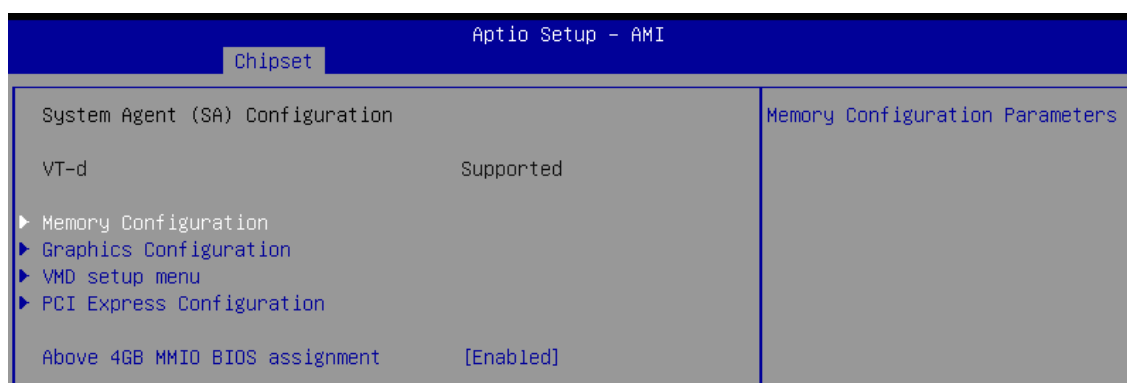 Aptio Setup – AMI
Chipset
System Agent (SA) Configuration
Memory Configuration Parameters
VT-d Supported
Memory Configuration
Graphics Configuration
VMD setup menu
PCI Express Configuration
Above 4GB MMIO BIOS assignment [Enabled]